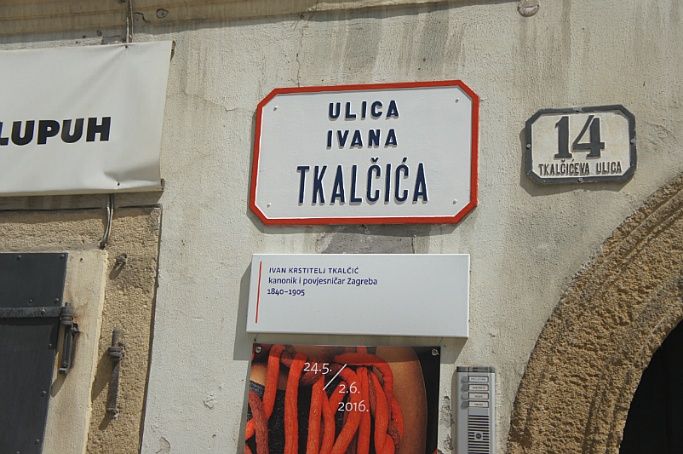 LUPUH
ULICA
IVANA
TKALČIĆA
14
TKALČIĆEVA ULICA
IVAN KRSTITELJ TKALČIĆ
kanonik i povjesničar Zagreba
1840–1905
24.5.
2.6.
2016.